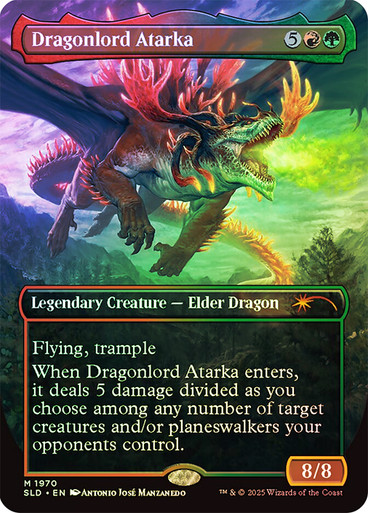 Dragonlord Atarka 5
Legendary Creature — Elder Dragon
Flying, trample
When Dragonlord Atarka enters,
it deals 5 damage divided as you
choose among any number of target
creatures and/or planeswalkers your
opponents control.
8/8
M 1970
SLD • EN Antonio José Manzanedo
™ & © 2025 Wizards of the Coast